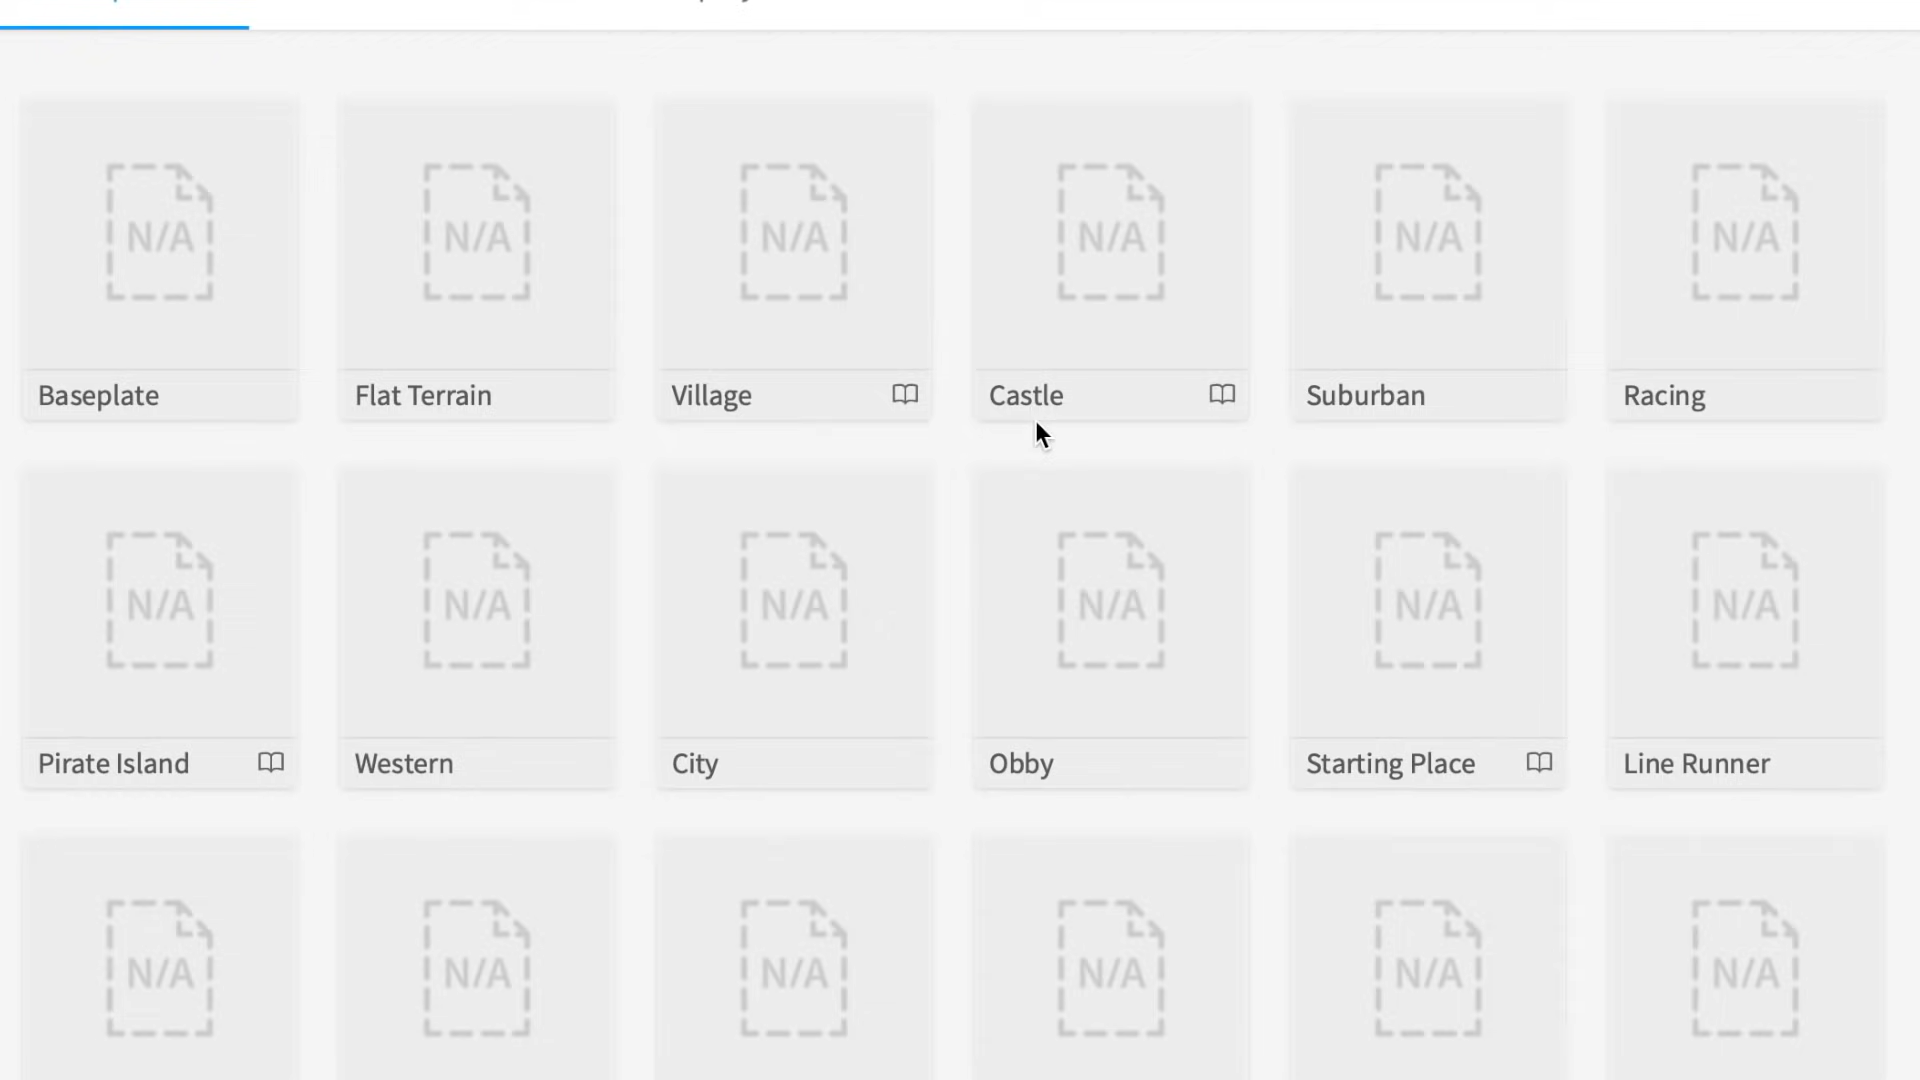 N/A N/A N/A N/A N/A N/A
Baseplate Flat Terrain Village Castle Suburban Racing
N/A N/A N/A N/A N/A N/A
Pirate Island Western City Obby Starting Place Line Runner
N/A N/A N/A N/A N/A N/A